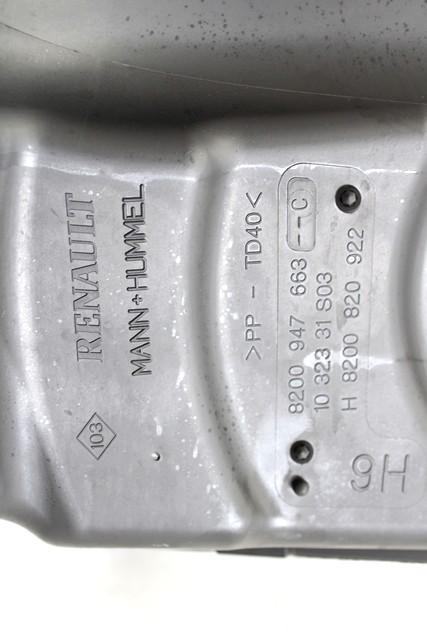 RENAULT
103
MANN+HUMMEL
>PP - TD40<
8200 947 663 --C
10 323 31 S03
H 8200 820 922
9H